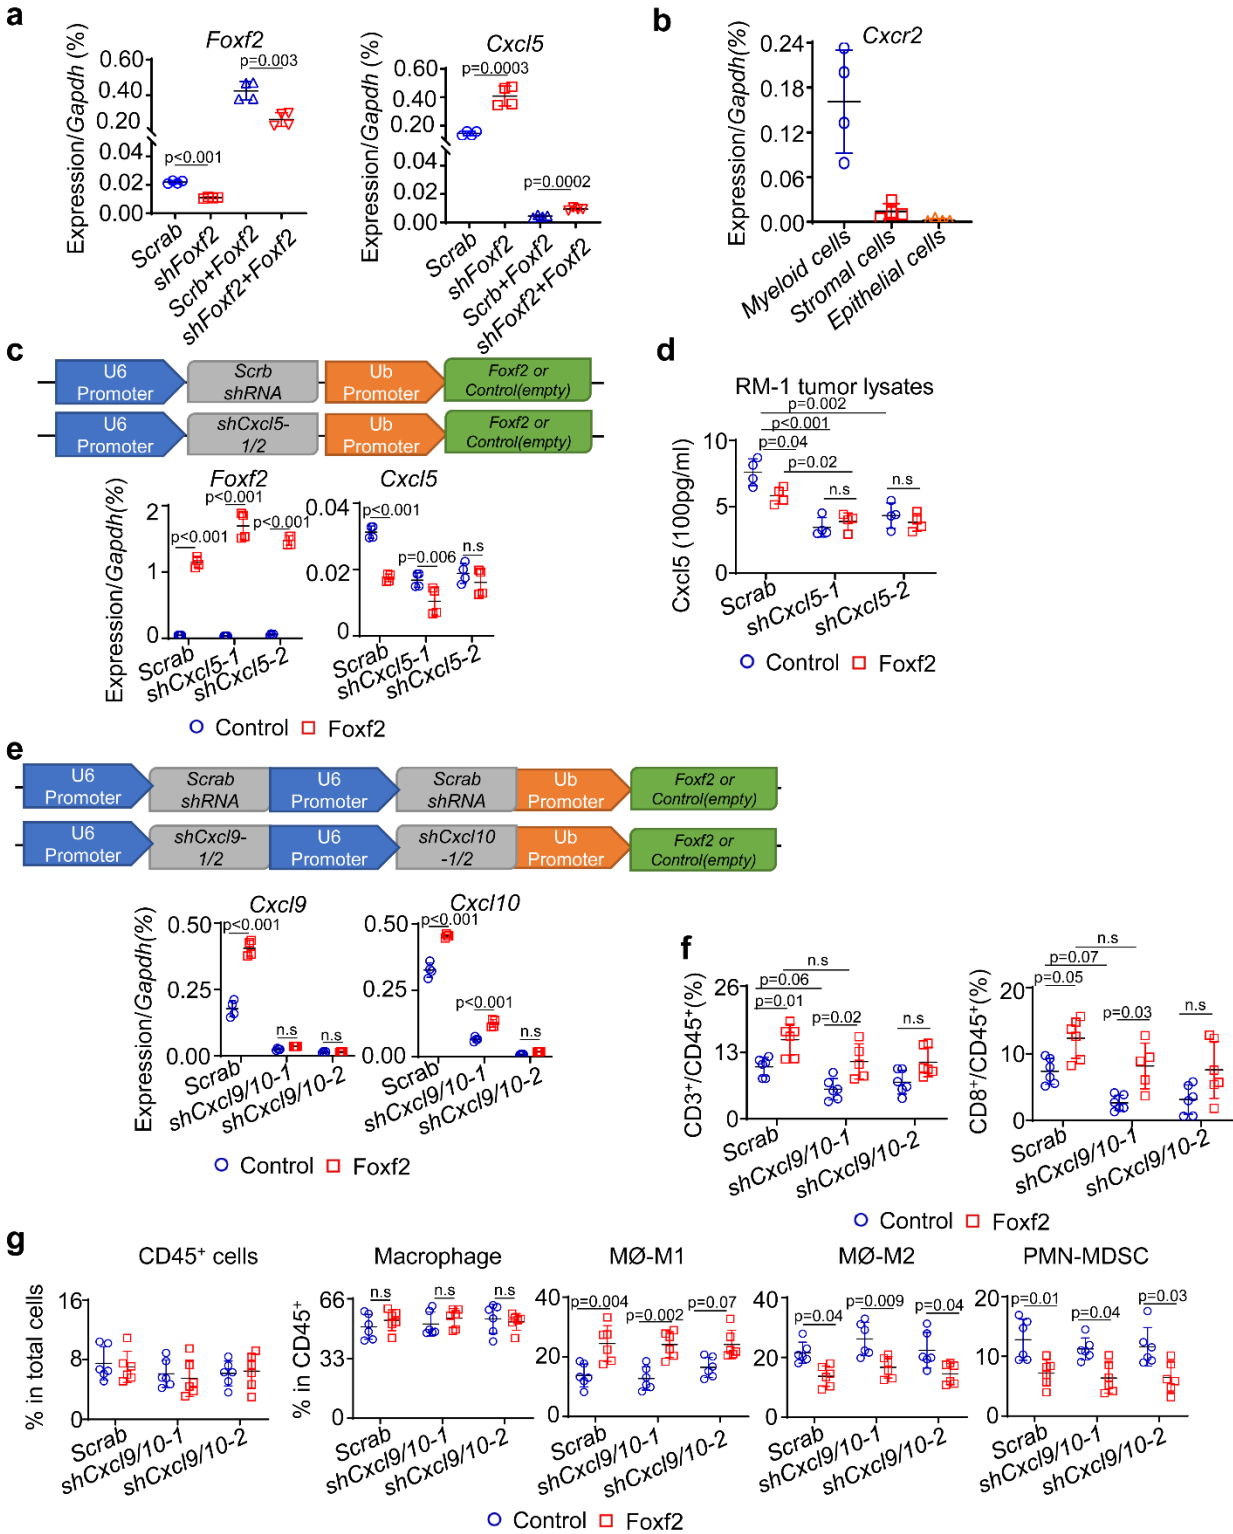 a
Foxf2
Expression/Gapdh (%)
0.60
0.40
0.20
0.04
0.02
0.00
p=0.003
p<0.001
Scrab
shFoxf2
Scrb+Foxf2
shFoxf2+Foxf2
Cxcl5
Expression/Gapdh (%)
0.60
0.40
0.20
0.04
0.02
0.00
p=0.0003
p=0.0002
Scrab
shFoxf2
Scrb+Foxf2
shFoxf2+Foxf2
b
Cxcr2
Expression/Gapdh(%)
0.24
0.18
0.12
0.06
0.00
Myeloid cells
Stromal cells
Epithelial cells
c
U6 Promoter
Scrb shRNA
Ub Promoter
Foxf2 or Control(empty)
U6 Promoter
shCxcl5-1/2
Ub Promoter
Foxf2 or Control(empty)
Foxf2
Expression/Gapdh(%)
2
1
0
p<0.001
p<0.001
p<0.001
Scrab
shCxcl5-1
shCxcl5-2
Cxcl5
0.04
0.02
0
p<0.001
p=0.006
n.s
Scrab
shCxcl5-1
shCxcl5-2
Control
Foxf2
d
RM-1 tumor lysates
p=0.002
p<0.001
p=0.04
p=0.02
n.s
n.s
Cxcl5 (100pg/ml)
10
5
0
Scrab
shCxcl5-1
shCxcl5-2
Control
Foxf2
e
U6 Promoter
Scrab shRNA
U6 Promoter
Scrab shRNA
Ub Promoter
Foxf2 or Control(empty)
U6 Promoter
shCxcl9-1/2
U6 Promoter
shCxcl10-1/2
Ub Promoter
Foxf2 or Control(empty)
Cxcl9
Expression/Gapdh(%)
0.50
0.25
0.00
p<0.001
n.s
n.s
Scrab
shCxcl9/10-1
shCxcl9/10-2
Cxcl10
0.50
0.25
0.00
p<0.001
p<0.001
n.s
Scrab
shCxcl9/10-1
shCxcl9/10-2
Control
Foxf2
f
CD3⁺/CD45⁺(%)
26
13
0
n.s
p=0.06
p=0.01
p=0.02
n.s
Scrab
shCxcl9/10-1
shCxcl9/10-2
CD8⁺/CD45⁺(%)
20
10
0
n.s
p=0.07
p=0.05
p=0.03
n.s
Scrab
shCxcl9/10-1
shCxcl9/10-2
Control
Foxf2
g
CD45⁺ cells
% in total cells
16
8
0
Scrab
shCxcl9/10-1
shCxcl9/10-2
Macrophage
% in CD45⁺
66
33
0
n.s
n.s
n.s
Scrab
shCxcl9/10-1
shCxcl9/10-2
MØ-M1
40
20
0
p=0.004
p=0.002
p=0.07
Scrab
shCxcl9/10-1
shCxcl9/10-2
MØ-M2
40
20
0
p=0.04
p=0.009
p=0.04
Scrab
shCxcl9/10-1
shCxcl9/10-2
PMN-MDSC
20
10
0
p=0.01
p=0.04
p=0.03
Scrab
shCxcl9/10-1
shCxcl9/10-2
Control
Foxf2